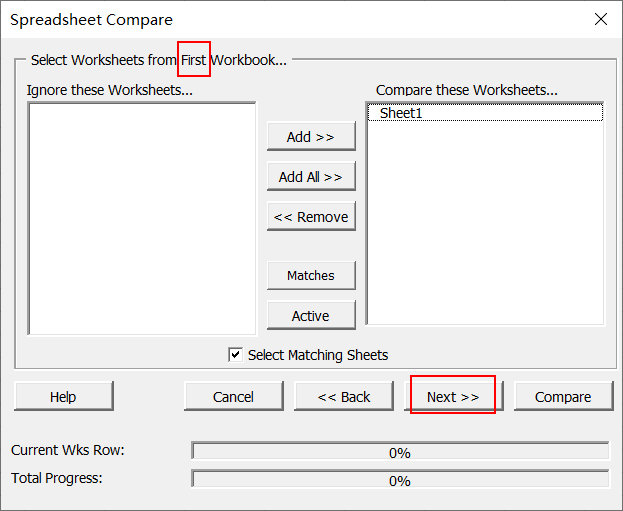 Spreadsheet Compare
Select Worksheets from First Workbook...
Ignore these Worksheets...
Compare these Worksheets...
Sheet1
Add >>
Add All >>
<< Remove
Matches
Active
Select Matching Sheets
Help
Cancel
<< Back
Next >>
Compare
Current Wks Row:
0%
Total Progress:
0%